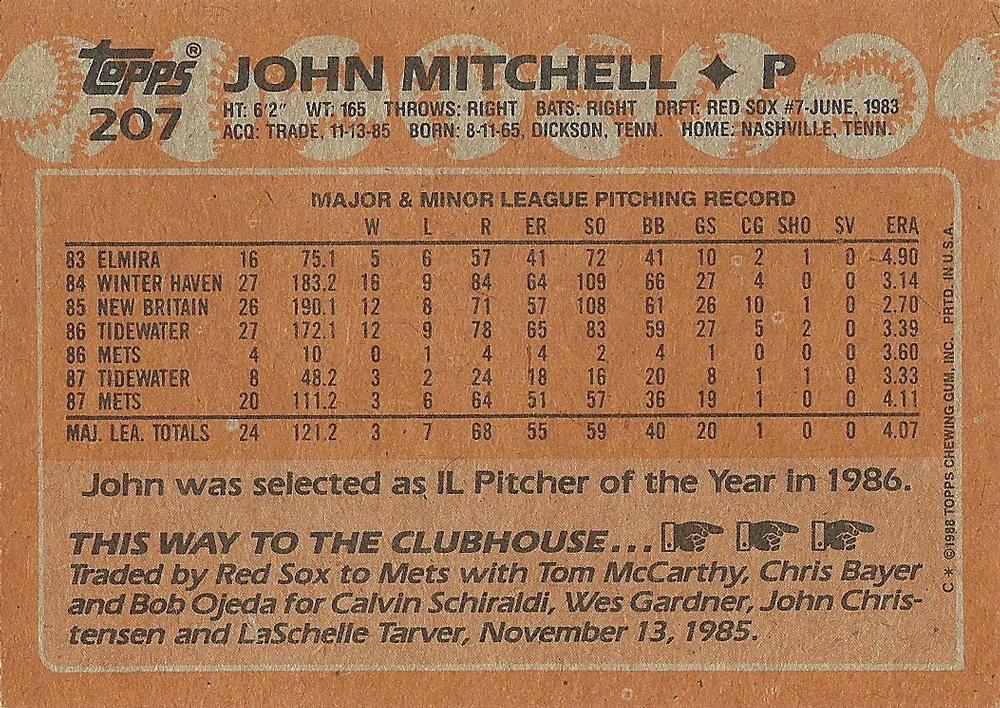 Topps®
207
JOHN MITCHELL ✦ P
HT: 6'2" WT: 165 THROWS: RIGHT BATS: RIGHT DRFT: RED SOX #7-JUNE, 1983
ACQ: TRADE, 11-13-85 BORN: 8-11-65, DICKSON, TENN. HOME: NASHVILLE, TENN.
MAJOR & MINOR LEAGUE PITCHING RECORD
W L R ER SO BB GS CG SHO SV ERA
83 ELMIRA 16 75.1 5 6 57 41 72 41 10 2 1 0 4.90
84 WINTER HAVEN 27 183.2 16 9 84 64 109 66 27 4 0 0 3.14
85 NEW BRITAIN 26 190.1 12 8 71 57 108 61 26 10 1 0 2.70
86 TIDEWATER 27 172.1 12 9 78 65 83 59 27 5 2 0 3.39
86 METS 4 10 0 1 4 4 2 4 1 0 0 0 3.60
87 TIDEWATER 8 48.2 3 2 24 18 16 20 8 1 1 0 3.33
87 METS 20 111.2 3 6 64 51 57 36 19 1 0 0 4.11
MAJ. LEA. TOTALS 24 121.2 3 7 68 55 59 40 20 1 0 0 4.07
John was selected as IL Pitcher of the Year in 1986.
THIS WAY TO THE CLUBHOUSE...
Traded by Red Sox to Mets with Tom McCarthy, Chris Bayer
and Bob Ojeda for Calvin Schiraldi, Wes Gardner, John Chris-
tensen and LaSchelle Tarver, November 13, 1985.
C * ©1988 TOPPS CHEWING GUM, INC. PRTD. IN U.S.A.